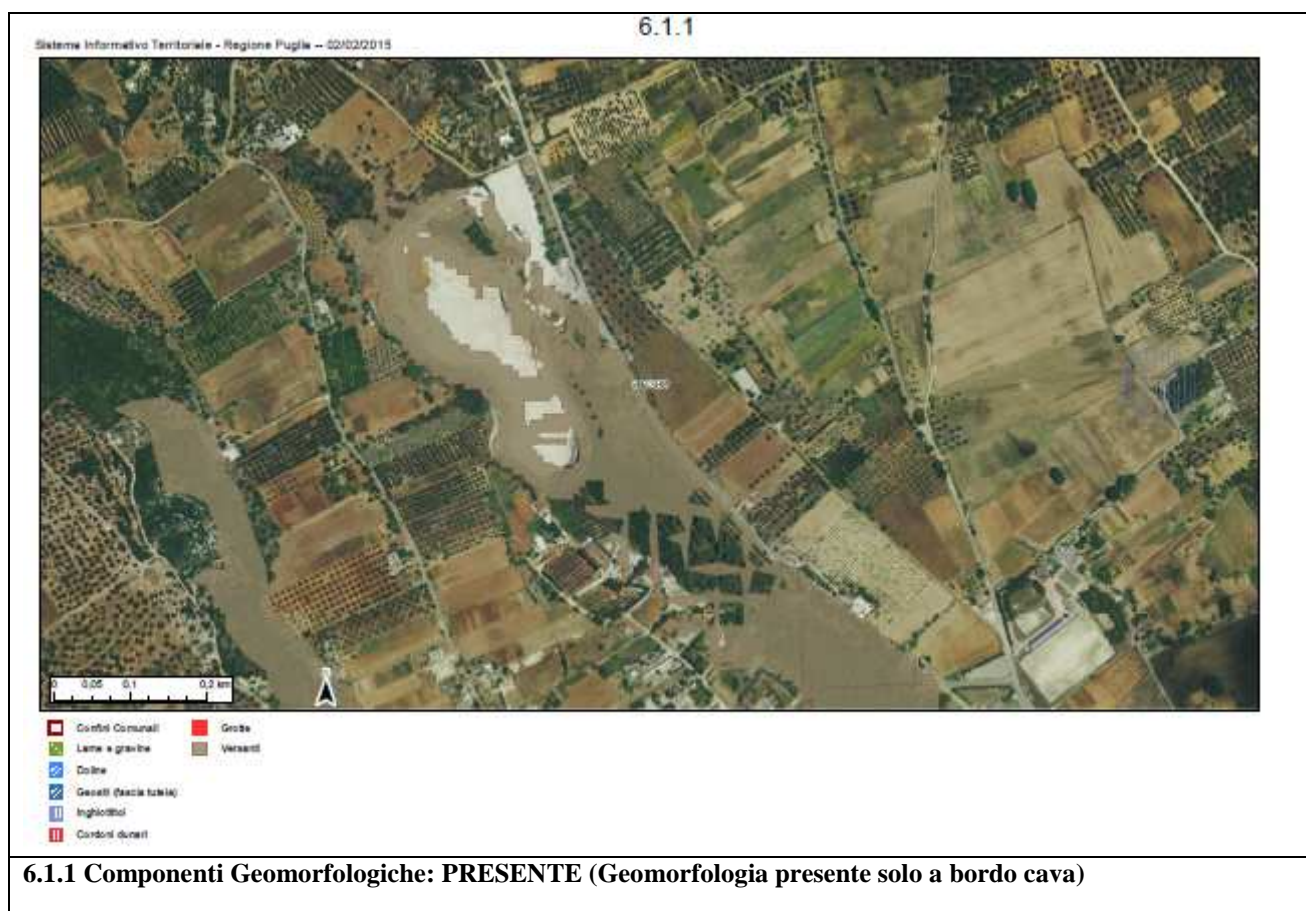 6.1.1
Sistema Informativo Territoriale - Regione Puglia -- 02/02/2015
0 0,05 0,1 0,2 km
Confini Comunali
Grotte
Lame e gravine
Versanti
Doline
Geositi (fascia tutela)
Inghiottitoi
Cordoni dunari
6.1.1 Componenti Geomorfologiche: PRESENTE (Geomorfologia presente solo a bordo cava)